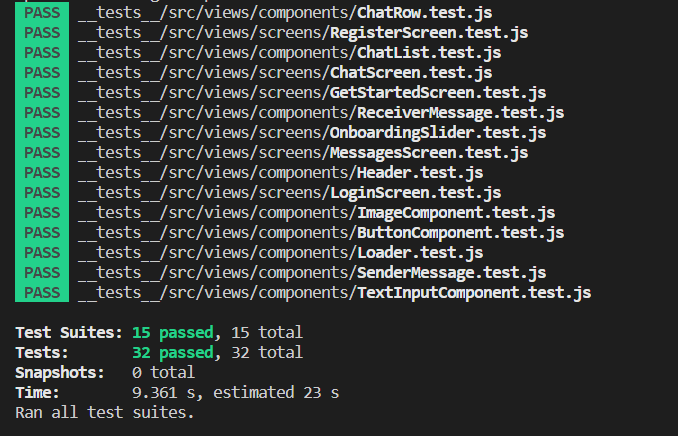 PASS __tests__/src/views/components/ChatRow.test.js
PASS __tests__/src/views/screens/RegisterScreen.test.js
PASS __tests__/src/views/components/ChatList.test.js
PASS __tests__/src/views/screens/ChatScreen.test.js
PASS __tests__/src/views/screens/GetStartedScreen.test.js
PASS __tests__/src/views/components/ReceiverMessage.test.js
PASS __tests__/src/views/screens/OnboardingSlider.test.js
PASS __tests__/src/views/screens/MessagesScreen.test.js
PASS __tests__/src/views/components/Header.test.js
PASS __tests__/src/views/screens/LoginScreen.test.js
PASS __tests__/src/views/components/ImageComponent.test.js
PASS __tests__/src/views/components/ButtonComponent.test.js
PASS __tests__/src/views/components/Loader.test.js
PASS __tests__/src/views/components/SenderMessage.test.js
PASS __tests__/src/views/components/TextInputComponent.test.js
Test Suites: 15 passed, 15 total
Tests: 32 passed, 32 total
Snapshots: 0 total
Time: 9.361 s, estimated 23 s
Ran all test suites.